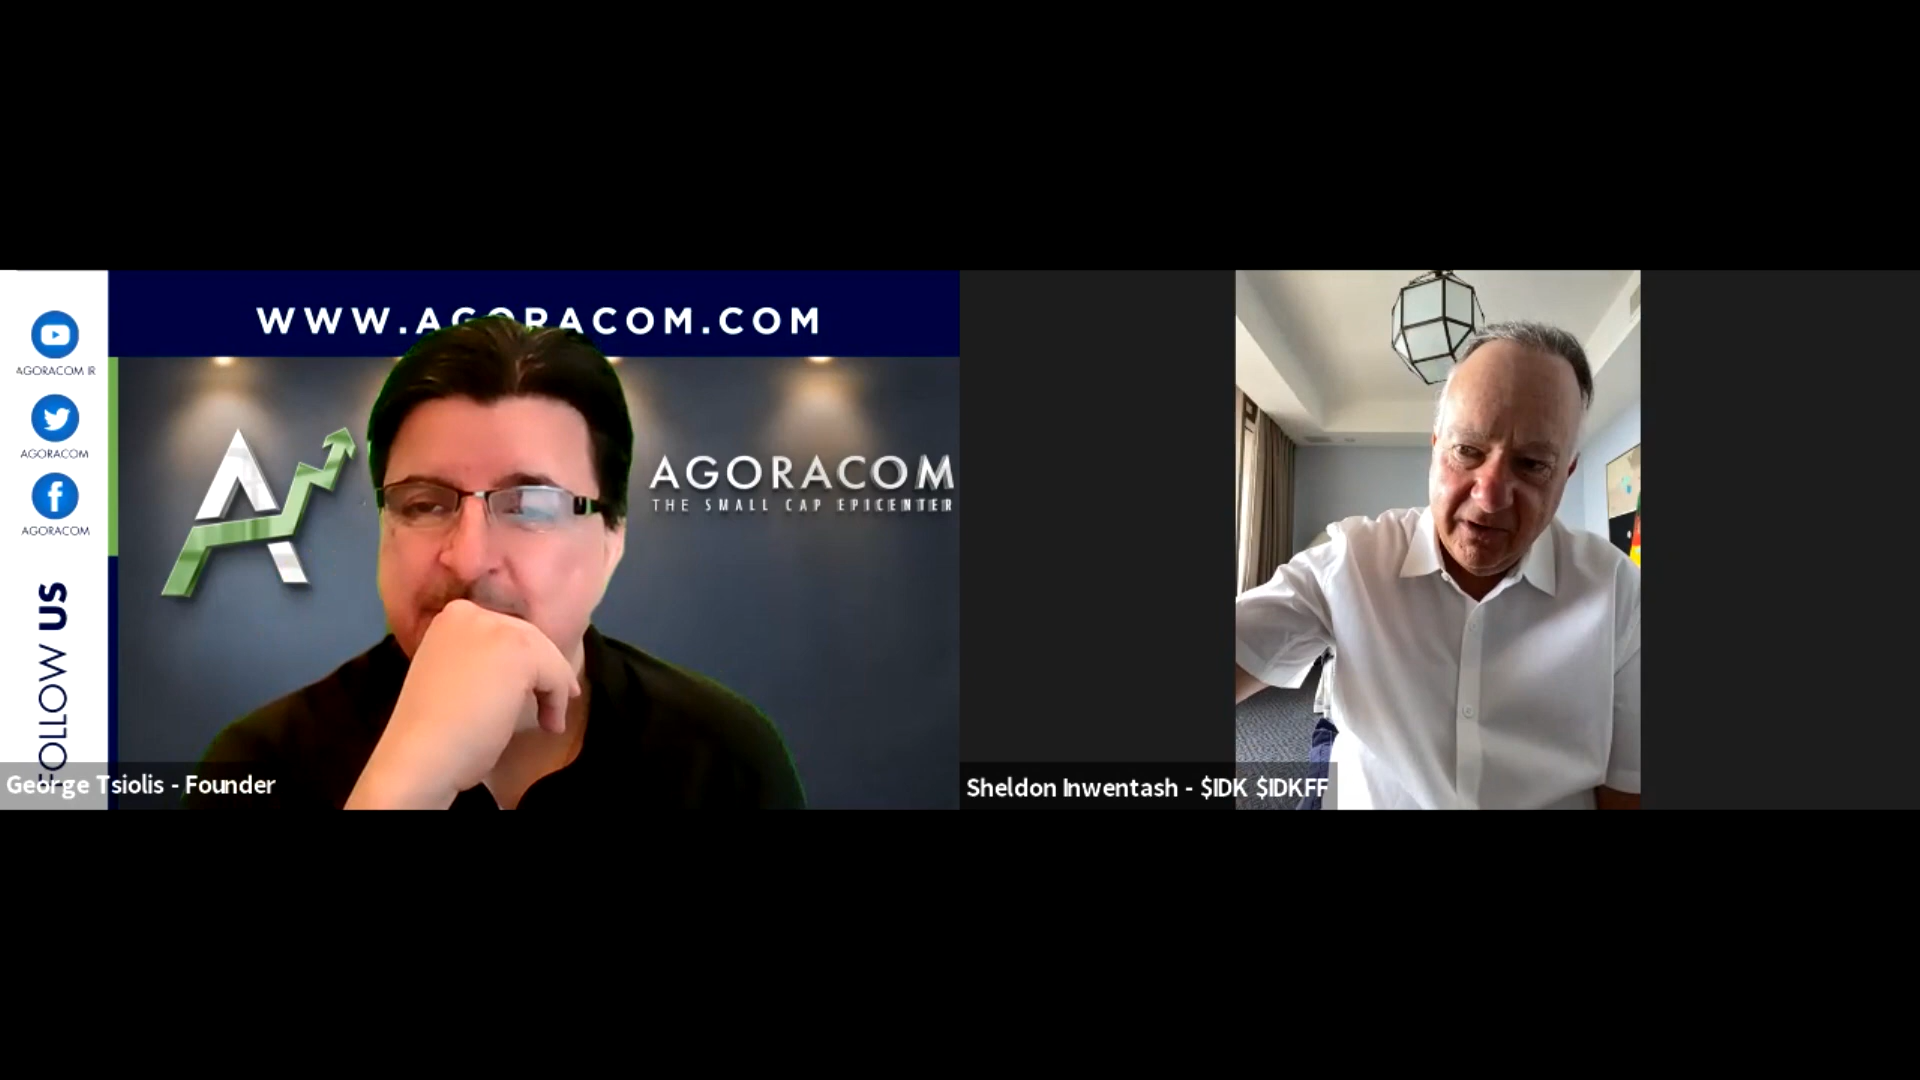 WWW.AGORACOM.COM
AGORACOM IR
AGORACOM
AGORACOM
FOLLOW US
AGORACOM
THE SMALL CAP EPICENTER
George Tsiolis - Founder
Sheldon Inwentash - $IDK $IDKFF